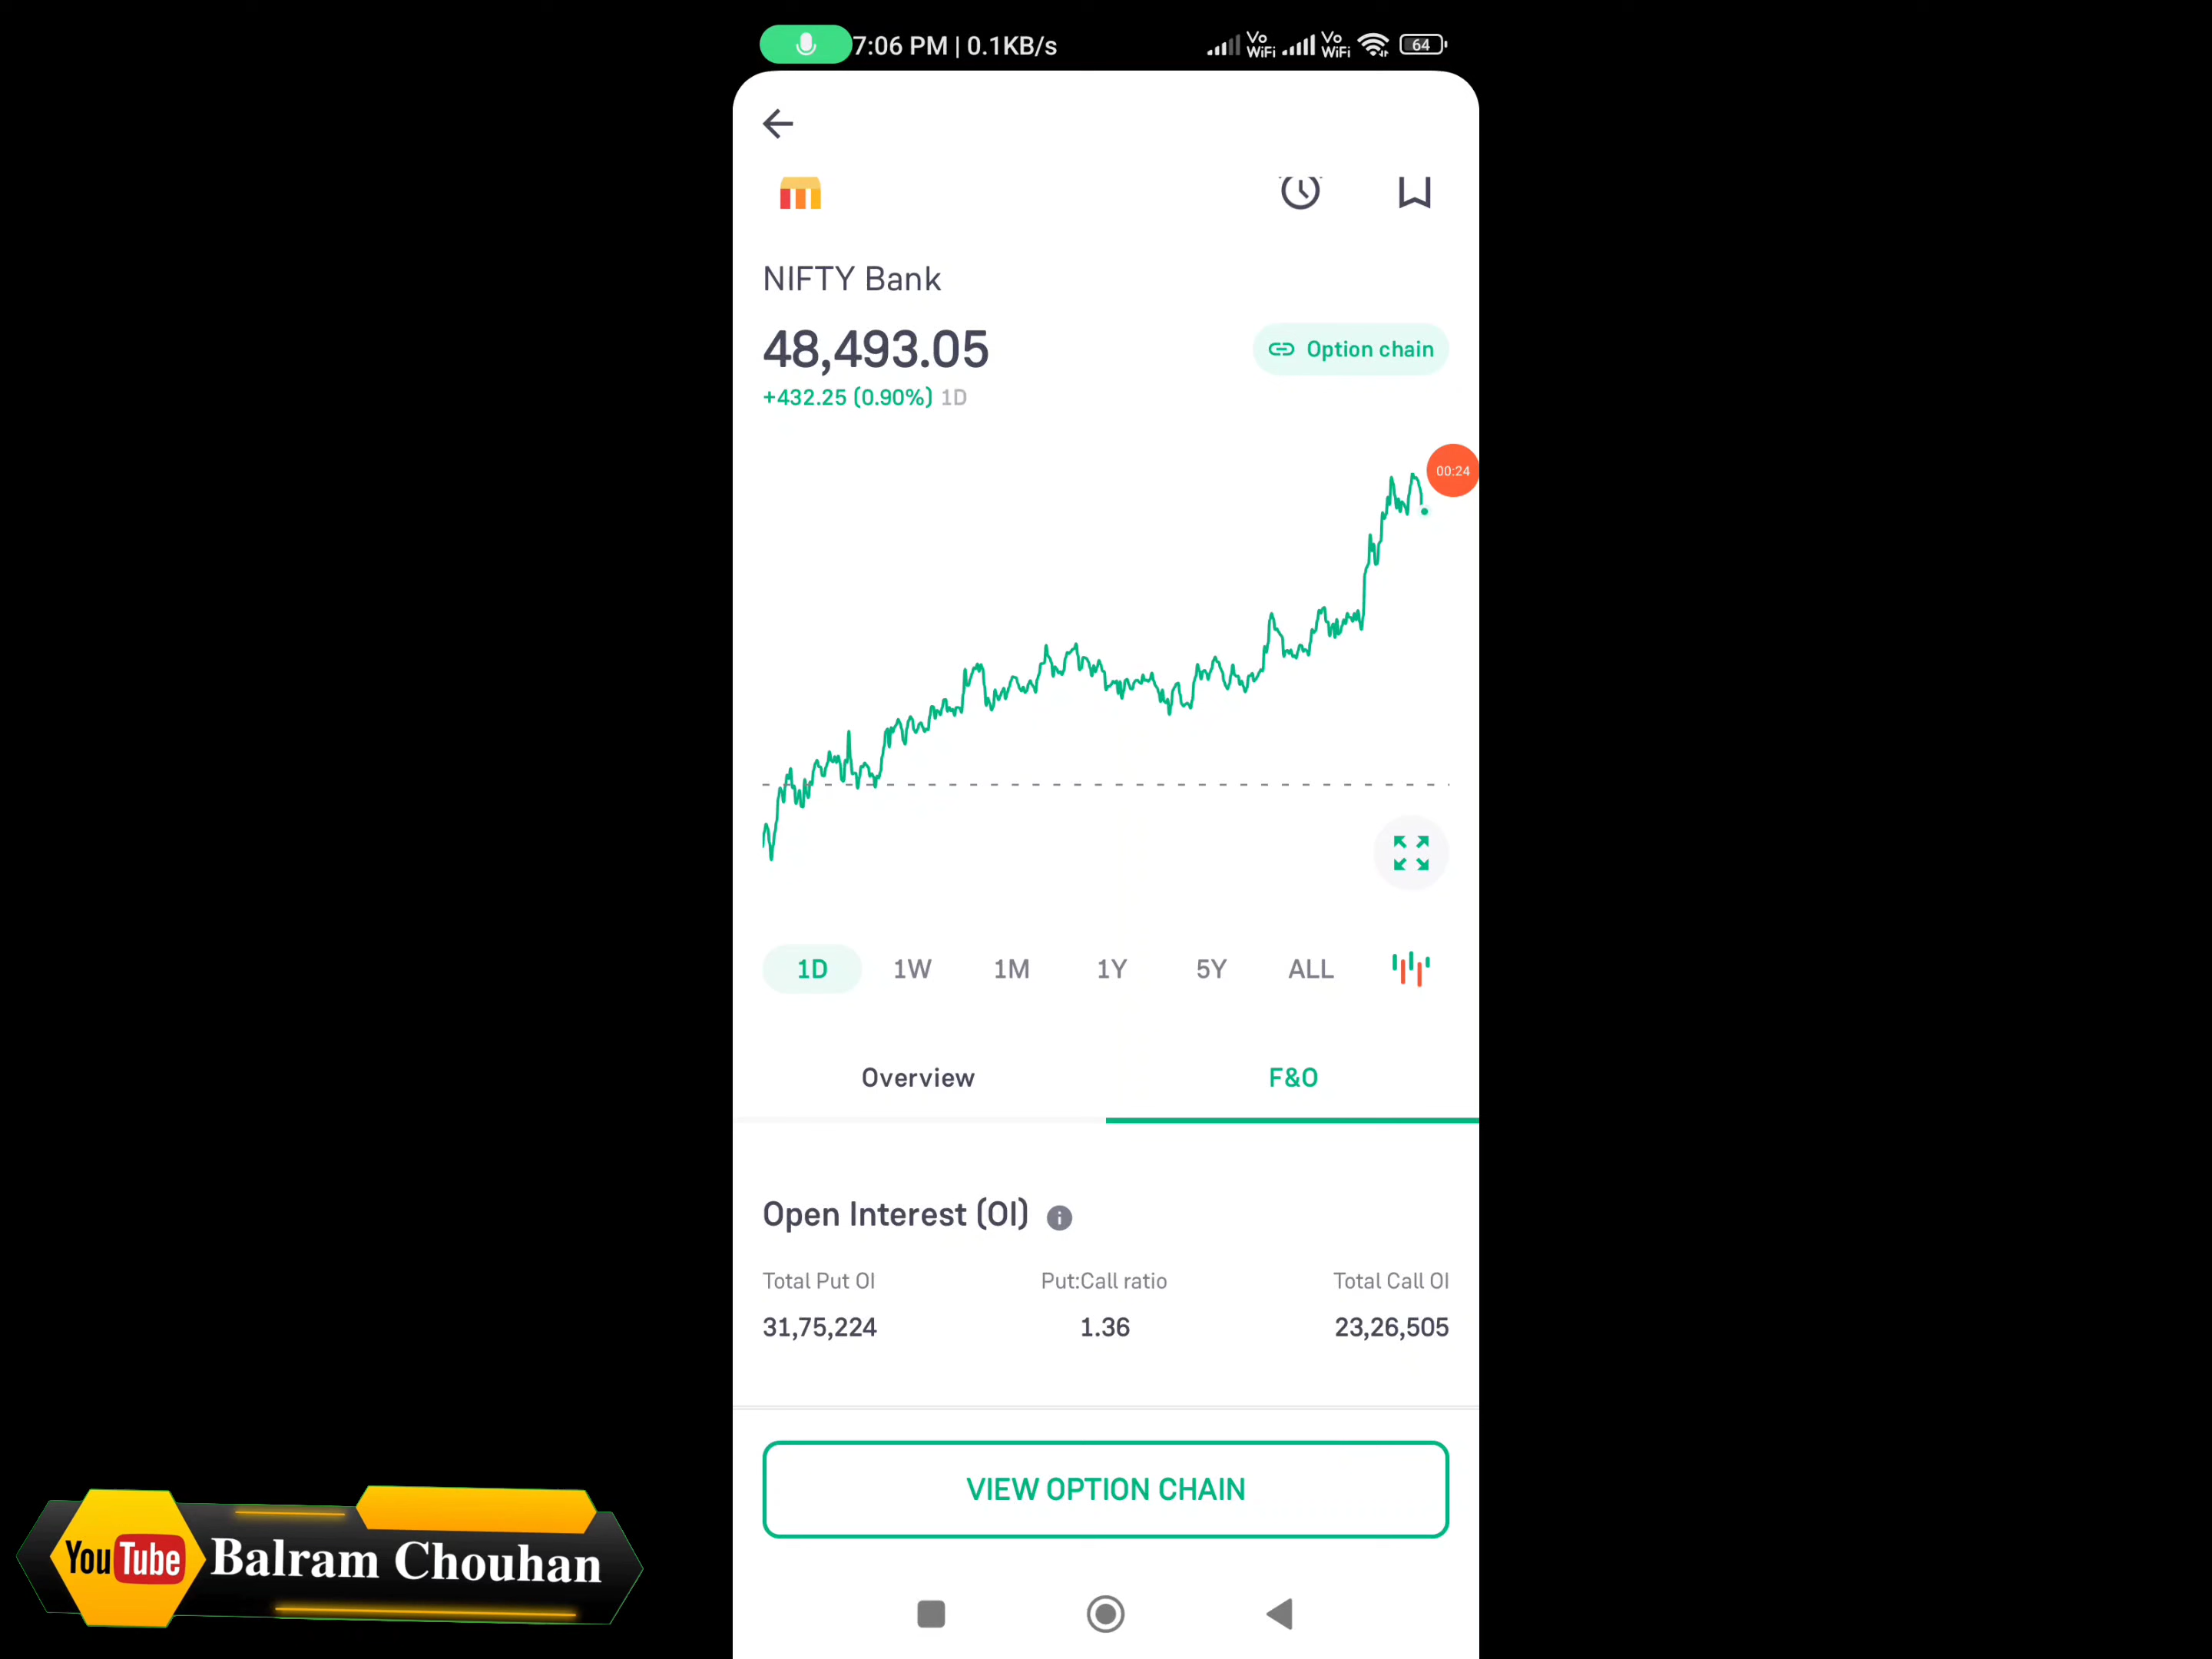 7:06 PM | 0.1KB/s Vo WiFi Vo WiFi 64
NIFTY Bank
48,493.05
Option chain
+432.25 (0.90%) 1D
00:24
1D 1W 1M 1Y 5Y ALL
Overview F&O
Open Interest (OI) i
Total Put OI Put:Call ratio Total Call OI
31,75,224 1.36 23,26,505
VIEW OPTION CHAIN
YouTube Balram Chouhan